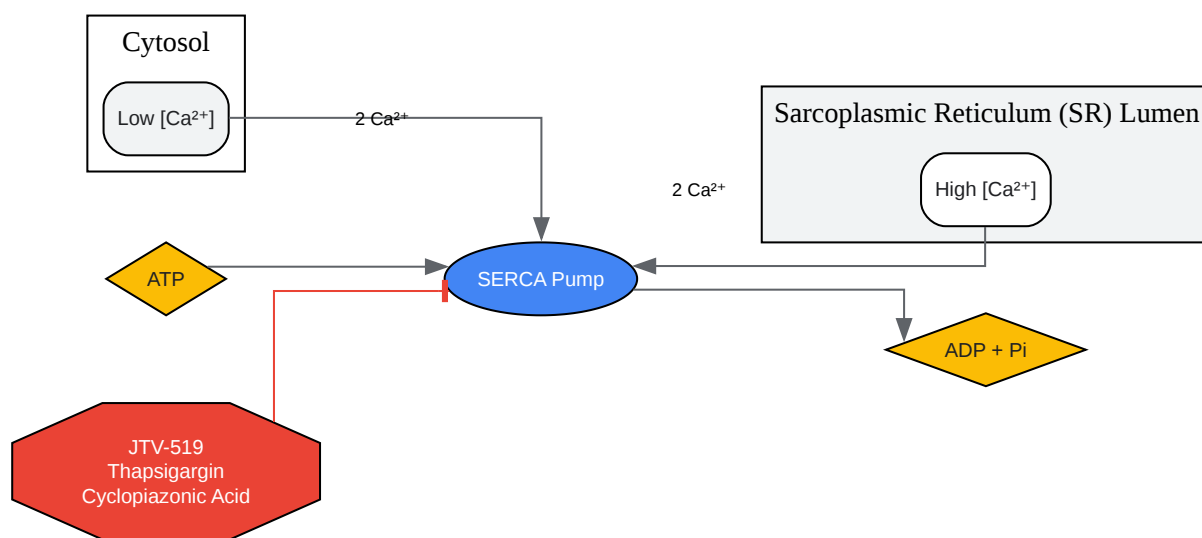 Cytosol
Low [Ca²⁺]
2 Ca²⁺
Sarcoplasmic Reticulum (SR) Lumen
High [Ca²⁺]
2 Ca²⁺
ATP
SERCA Pump
ADP + Pi
JTV-519
Thapsigargin
Cyclopiazonic Acid